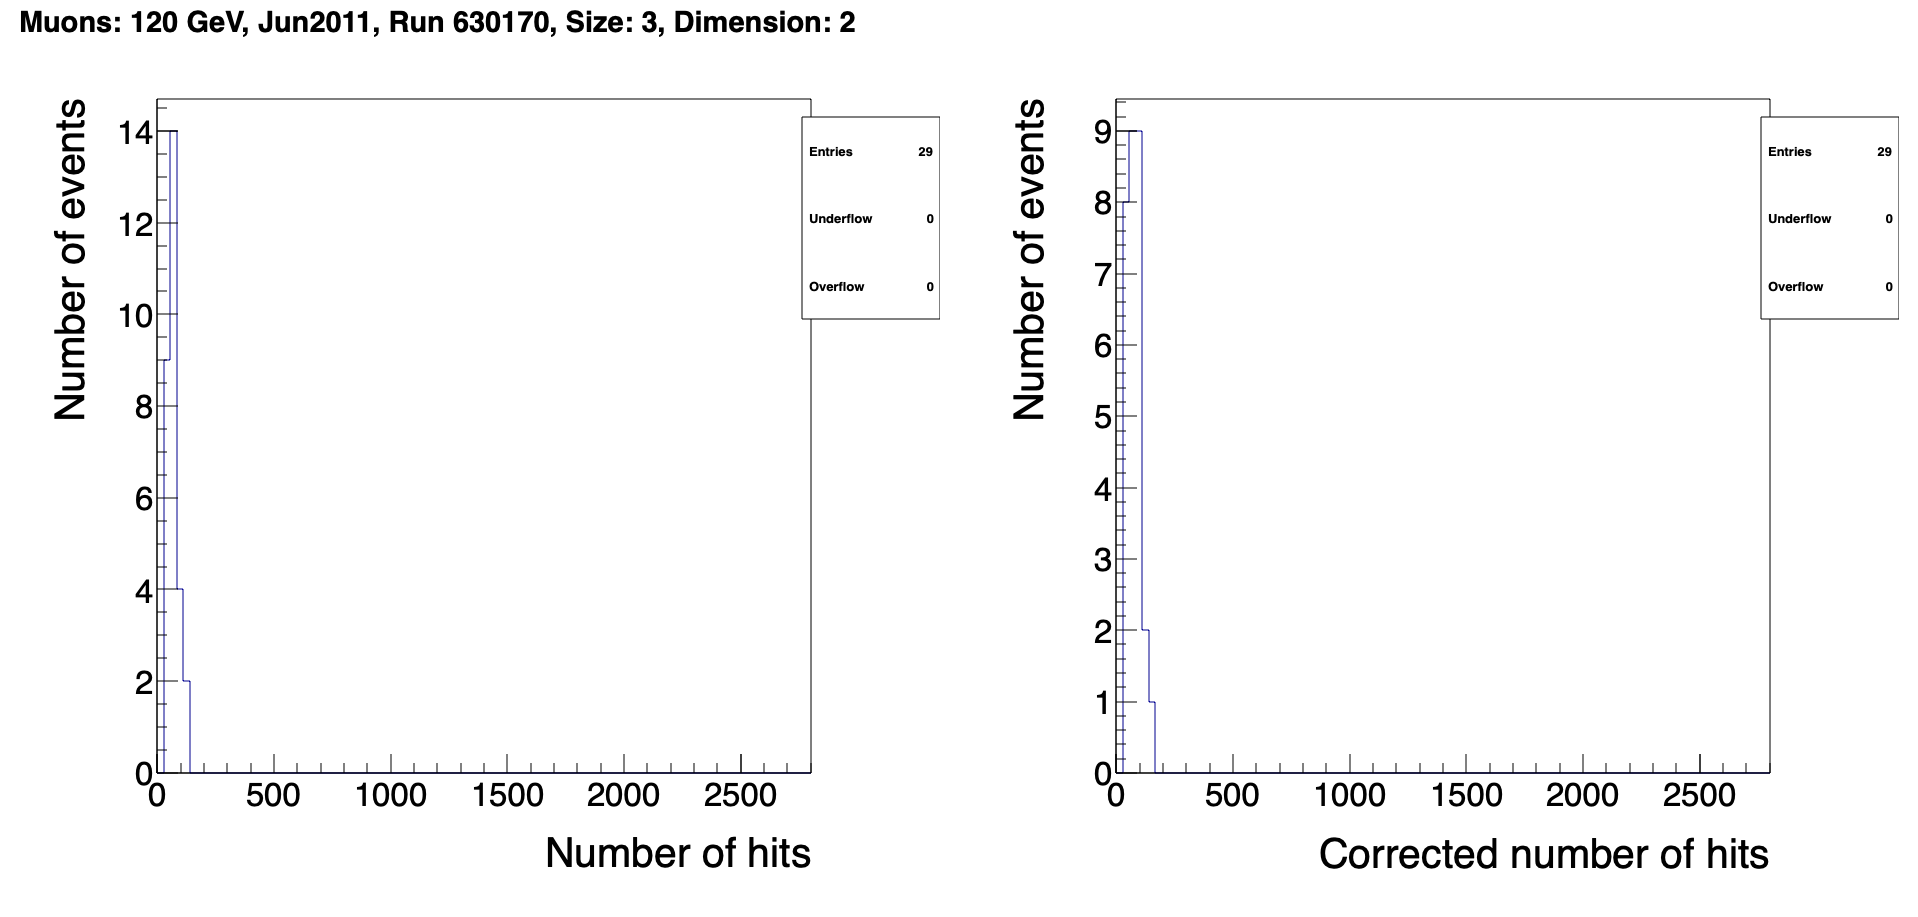 Muons: 120 GeV, Jun2011, Run 630170, Size: 3, Dimension: 2
Number of events
14
12
10
8
6
4
2
0
0 500 1000 1500 2000 2500
Number of hits
Entries 29
Underflow 0
Overflow 0
Number of events
9
8
7
6
5
4
3
2
1
0
0 500 1000 1500 2000 2500
Corrected number of hits
Entries 29
Underflow 0
Overflow 0